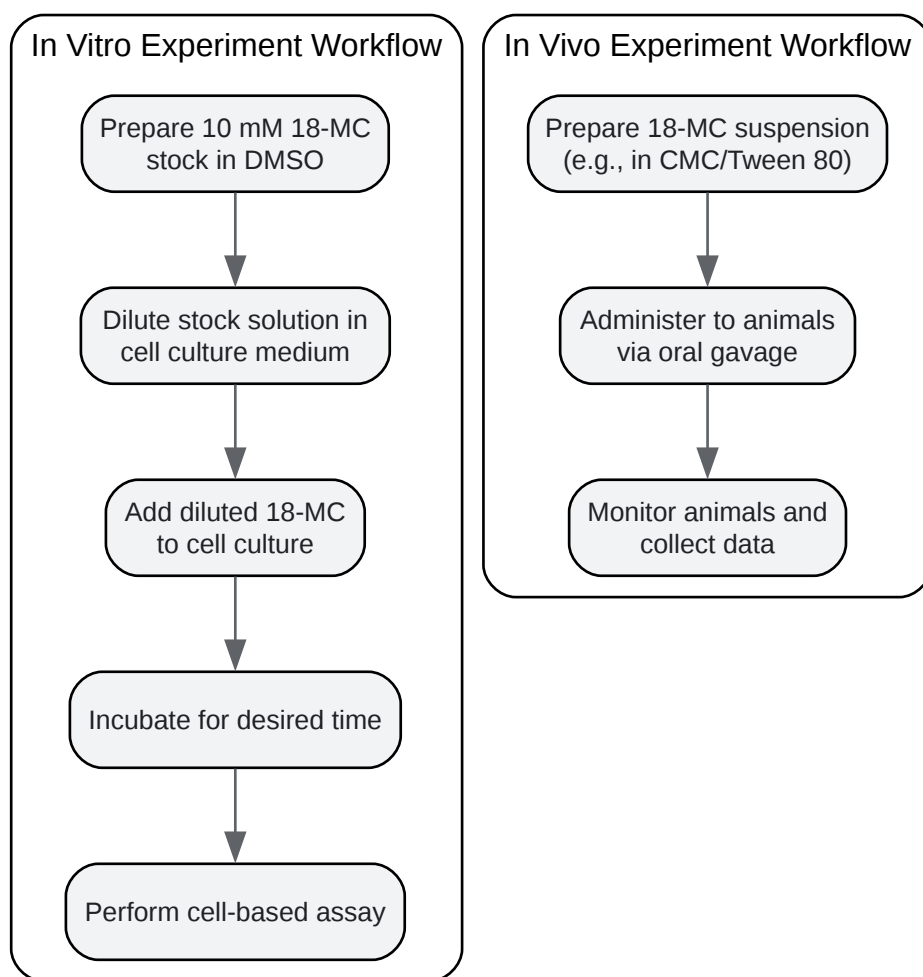 In Vitro Experiment Workflow
Prepare 10 mM 18-MC
stock in DMSO
Dilute stock solution in
cell culture medium
Add diluted 18-MC
to cell culture
Incubate for desired time
Perform cell-based assay
In Vivo Experiment Workflow
Prepare 18-MC suspension
(e.g., in CMC/Tween 80)
Administer to animals
via oral gavage
Monitor animals and
collect data